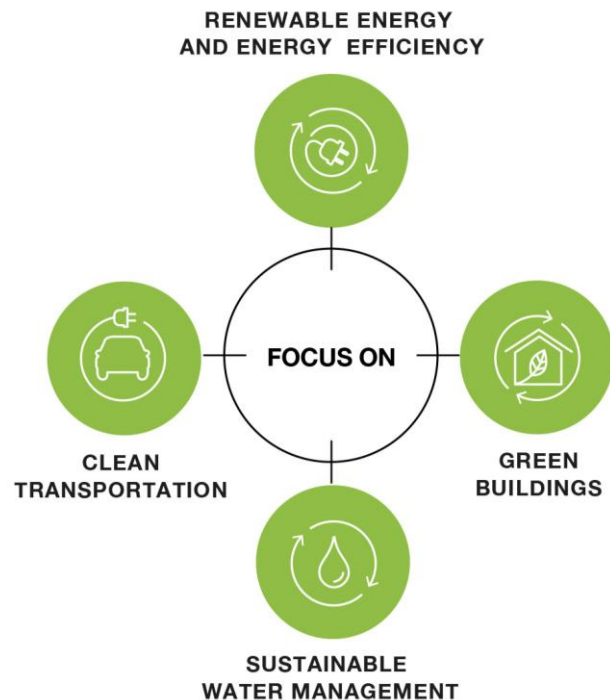 RENEWABLE ENERGY
AND ENERGY EFFICIENCY
FOCUS ON
CLEAN
TRANSPORTATION
GREEN
BUILDINGS
SUSTAINABLE
WATER MANAGEMENT